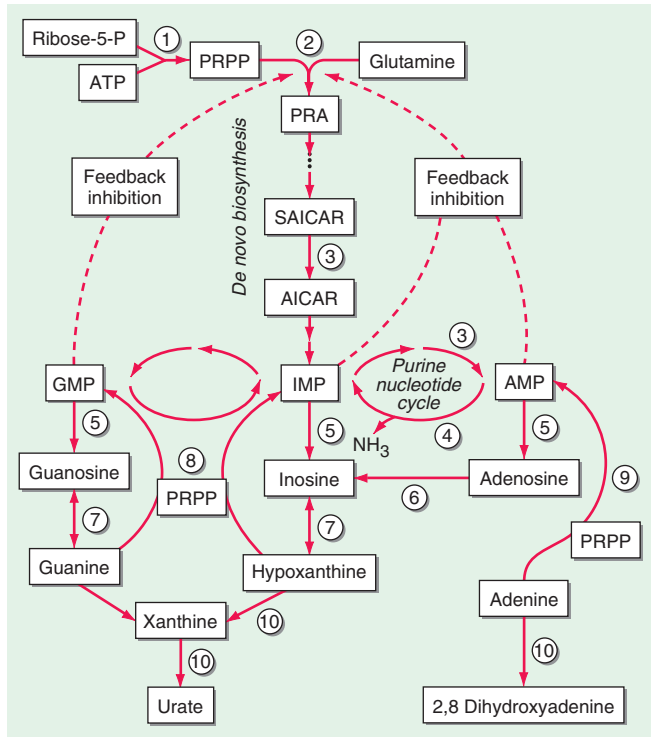 Ribose-5-P
1
2
ATP
PRPP
Glutamine
PRA
De novo biosynthesis
Feedback
inhibition
Feedback
inhibition
SAICAR
3
AICAR
3
GMP
IMP
Purine
nucleotide
cycle
AMP
5
5
NH3
4
5
8
Guanosine
PRPP
Inosine
6
Adenosine
9
7
7
PRPP
Guanine
Hypoxanthine
Adenine
Xanthine
10
10
10
Urate
2,8 Dihydroxyadenine